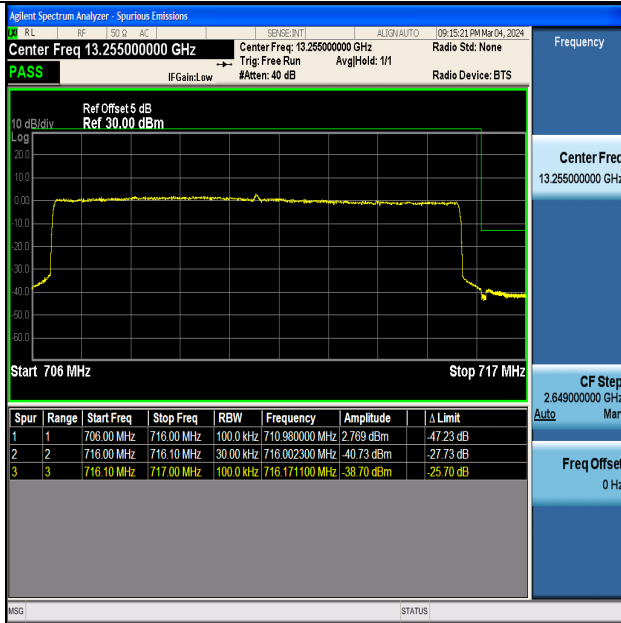 Agilent Spectrum Analyzer - Spurious Emissions
RL RF 50 Ω AC SENSE:INT ALIGN AUTO 09:15:21 PM Mar 04, 2024
Center Freq 13.255000000 GHz
Center Freq: 13.255000000 GHz
Radio Std: None
Trig: Free Run Avg|Hold: 1/1
PASS
IFGain:Low
#Atten: 40 dB
Radio Device: BTS
Ref Offset 5 dB
10 dB/div Ref 30.00 dBm
Log
20.0
10.0
0.00
-10.0
-20.0
-30.0
-40.0
-50.0
-60.0
Start 706 MHz Stop 717 MHz
Spur Range Start Freq Stop Freq RBW Frequency Amplitude Δ Limit
1 1 706.00 MHz 716.00 MHz 100.0 kHz 710.980000 MHz 2.769 dBm -47.23 dB
2 2 716.00 MHz 716.10 MHz 30.00 kHz 716.002300 MHz -40.73 dBm -27.73 dB
3 3 716.10 MHz 717.00 MHz 100.0 kHz 716.171100 MHz -38.70 dBm -25.70 dB
MSG STATUS
Frequency
Center Freq
13.255000000 GHz
CF Step
2.649000000 GHz
Auto Man
Freq Offset
0 Hz